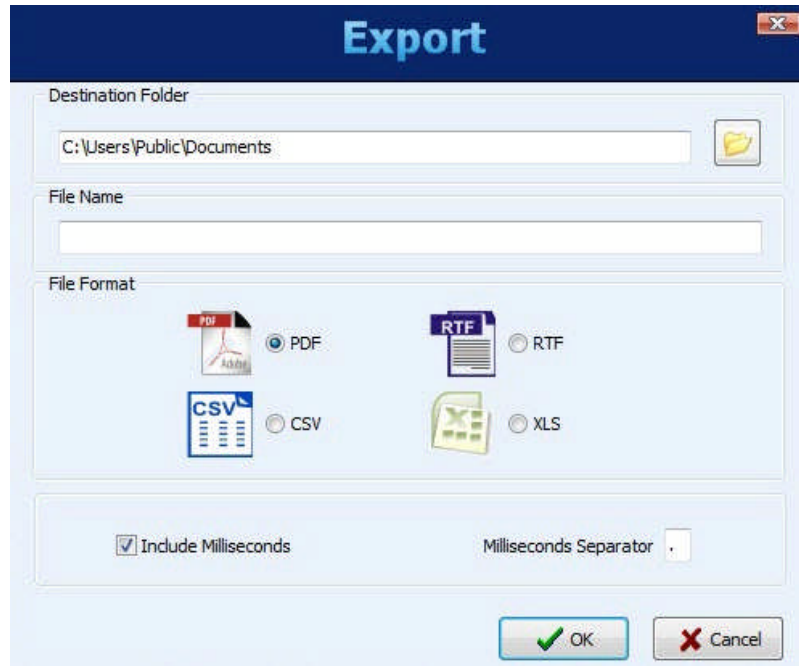 Export
Destination Folder
C:\Users\Public\Documents
File Name
File Format
PDF
Adobe
PDF
RTF
RTF
CSV
CSV
XLS
Include Milliseconds
Milliseconds Separator .
OK
Cancel